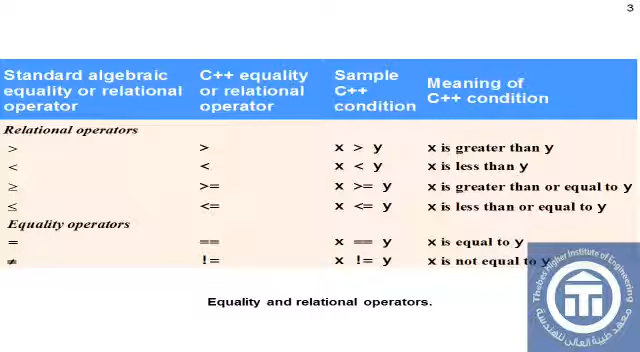 3
Standard algebraic equality or relational operator C++ equality or relational operator Sample C++ condition Meaning of C++ condition
Relational operators
> > x > y x is greater than y
< < x < y x is less than y
≥ >= x >= y x is greater than or equal to y
≤ <= x <= y x is less than or equal to y
Equality operators
= == x == y x is equal to y
≠ != x != y x is not equal to y
Equality and relational operators.
Thebes Higher Institute of Engineering
معهد طيبة العالى للهندسة